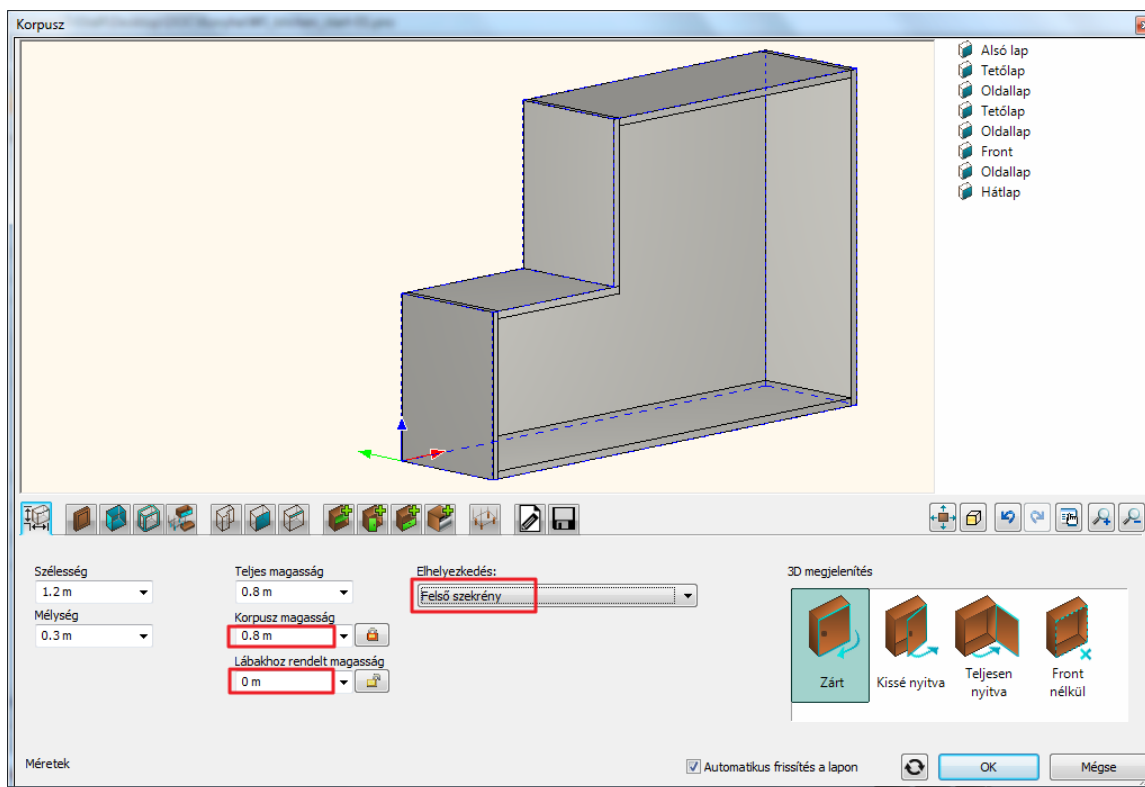 Korpusz
Alsó lap
Tetőlap
Oldallap
Tetőlap
Oldallap
Front
Oldallap
Hátlap
Szélesség
1.2 m
Mélység
0.3 m
Teljes magasság
0.8 m
Korpusz magasság
0.8 m
Lábakhoz rendelt magasság
0 m
Elhelyezkedés:
Felső szekrény
3D megjelenítés
Zárt
Kissé nyitva
Teljesen
nyitva
Front
nélkül
Méretek
Automatikus frissítés a lapon
OK
Mégse